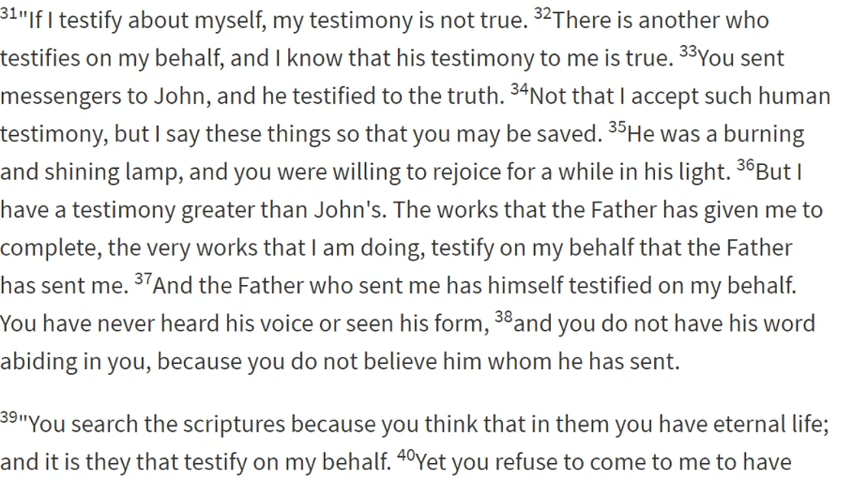 31"If I testify about myself, my testimony is not true. 32There is another who
testifies on my behalf, and I know that his testimony to me is true. 33You sent
messengers to John, and he testified to the truth. 34Not that I accept such human
testimony, but I say these things so that you may be saved. 35He was a burning
and shining lamp, and you were willing to rejoice for a while in his light. 36But I
have a testimony greater than John's. The works that the Father has given me to
complete, the very works that I am doing, testify on my behalf that the Father
has sent me. 37And the Father who sent me has himself testified on my behalf.
You have never heard his voice or seen his form, 38and you do not have his word
abiding in you, because you do not believe him whom he has sent.
39"You search the scriptures because you think that in them you have eternal life;
and it is they that testify on my behalf. 40Yet you refuse to come to me to have